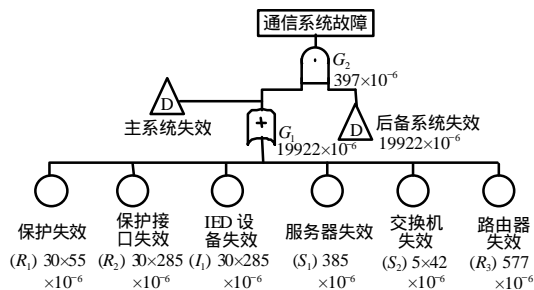 通信系统故障
·
G₂
397×10⁻⁶
D
主系统失效
+
G₁
19922×10⁻⁶
D
后备系统失效
19922×10⁻⁶
保护失效
(R₁) 30×55
×10⁻⁶
保护接
口失效
(R₂) 30×285
×10⁻⁶
IED 设
备失效
(I₁) 30×285
×10⁻⁶
服务器失效
(S₁) 385
×10⁻⁶
交换机
失效
(S₂) 5×42
×10⁻⁶
路由器
失效
(R₃) 577
×10⁻⁶